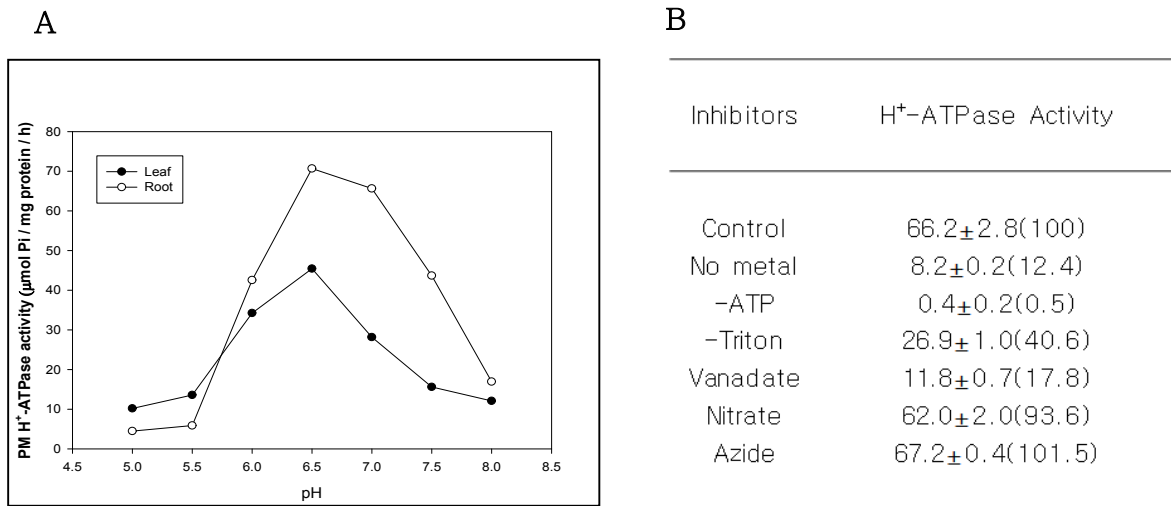 A
PM H⁺-ATPase activity (μmol Pi / mg protein / h)
80
70
60
50
40
30
20
10
0
Leaf
Root
4.5 5.0 5.5 6.0 6.5 7.0 7.5 8.0 8.5
pH
B
Inhibitors H⁺-ATPase Activity
Control 66.2±2.8(100)
No metal 8.2±0.2(12.4)
-ATP 0.4±0.2(0.5)
-Triton 26.9±1.0(40.6)
Vanadate 11.8±0.7(17.8)
Nitrate 62.0±2.0(93.6)
Azide 67.2±0.4(101.5)